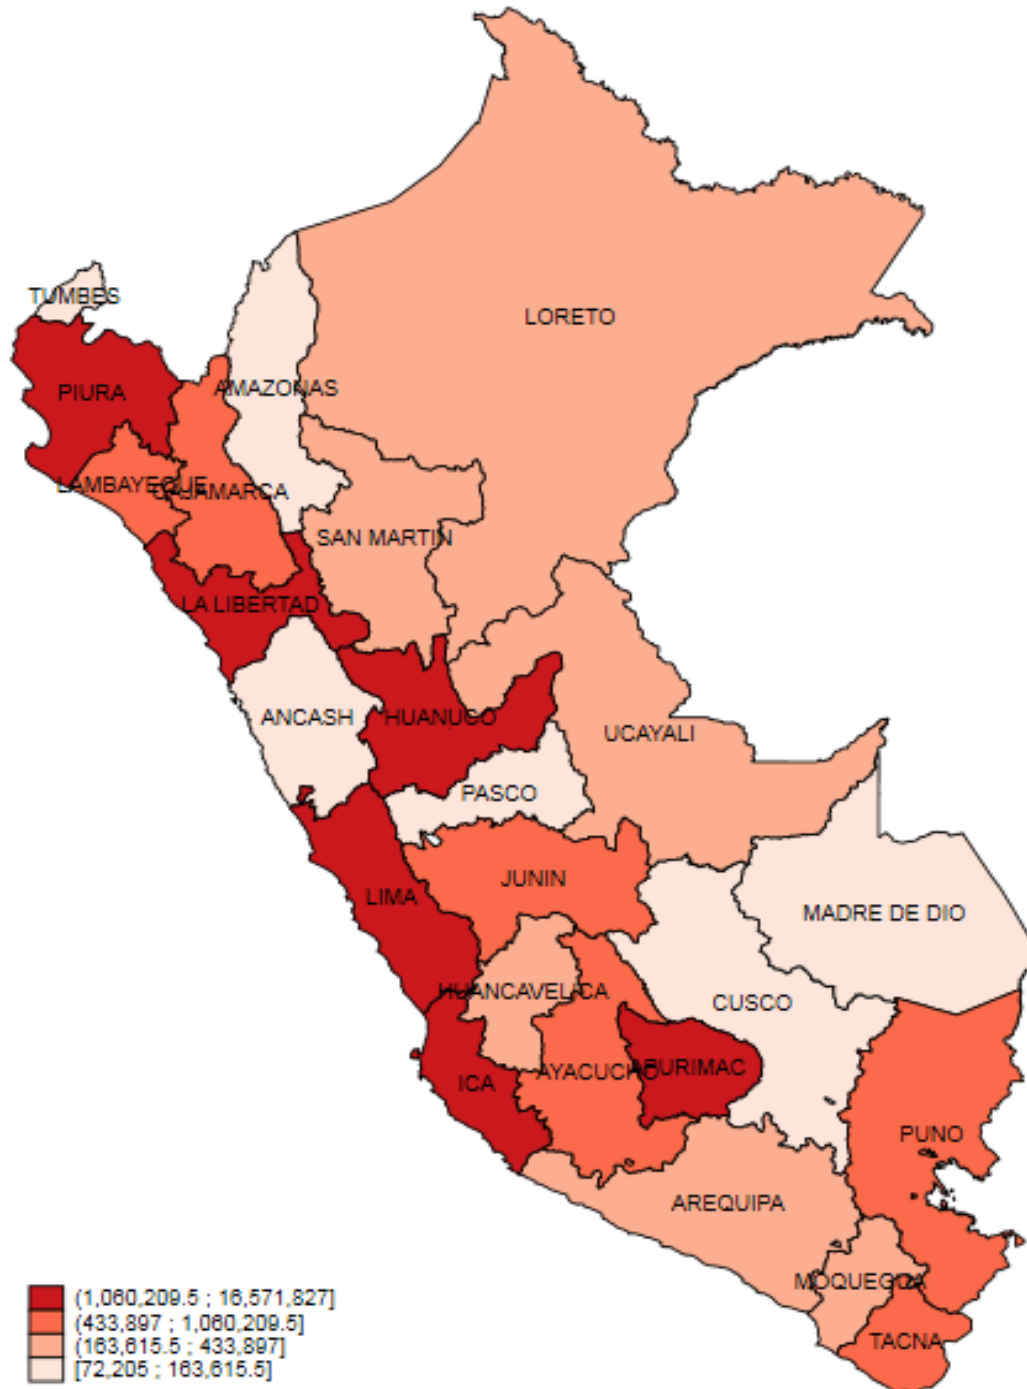 LORETO
TUMBES
AMAZONAS
PIURA
LAMBAYEQUE
CAJAMARCA
SAN MARTIN
LA LIBERTAD
ANCASH
HUANUCO
UCAYALI
PASCO
JUNIN
LIMA
MADRE DE DIO
HUANCAVELICA
CUSCO
AYACUCHO
APURIMAC
ICA
PUNO
AREQUIPA
MOQUEGUA
TACNA
(1,060,209.5 ; 16,571,827]
(433,897 ; 1,060,209.5]
(163,615.5 ; 433,897]
[72,205 ; 163,615.5]